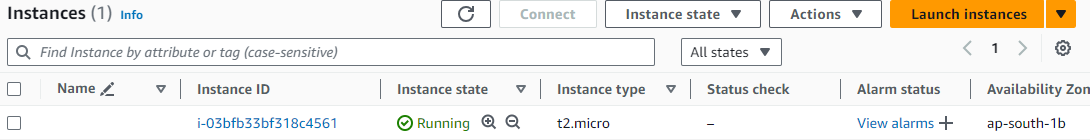 Instances (1) Info Connect Instance state Actions Launch instances
Find Instance by attribute or tag (case-sensitive) All states 1
Name Instance ID Instance state Instance type Status check Alarm status Availability Zon
i-03bfb33bf318c4561 Running t2.micro – View alarms + ap-south-1b